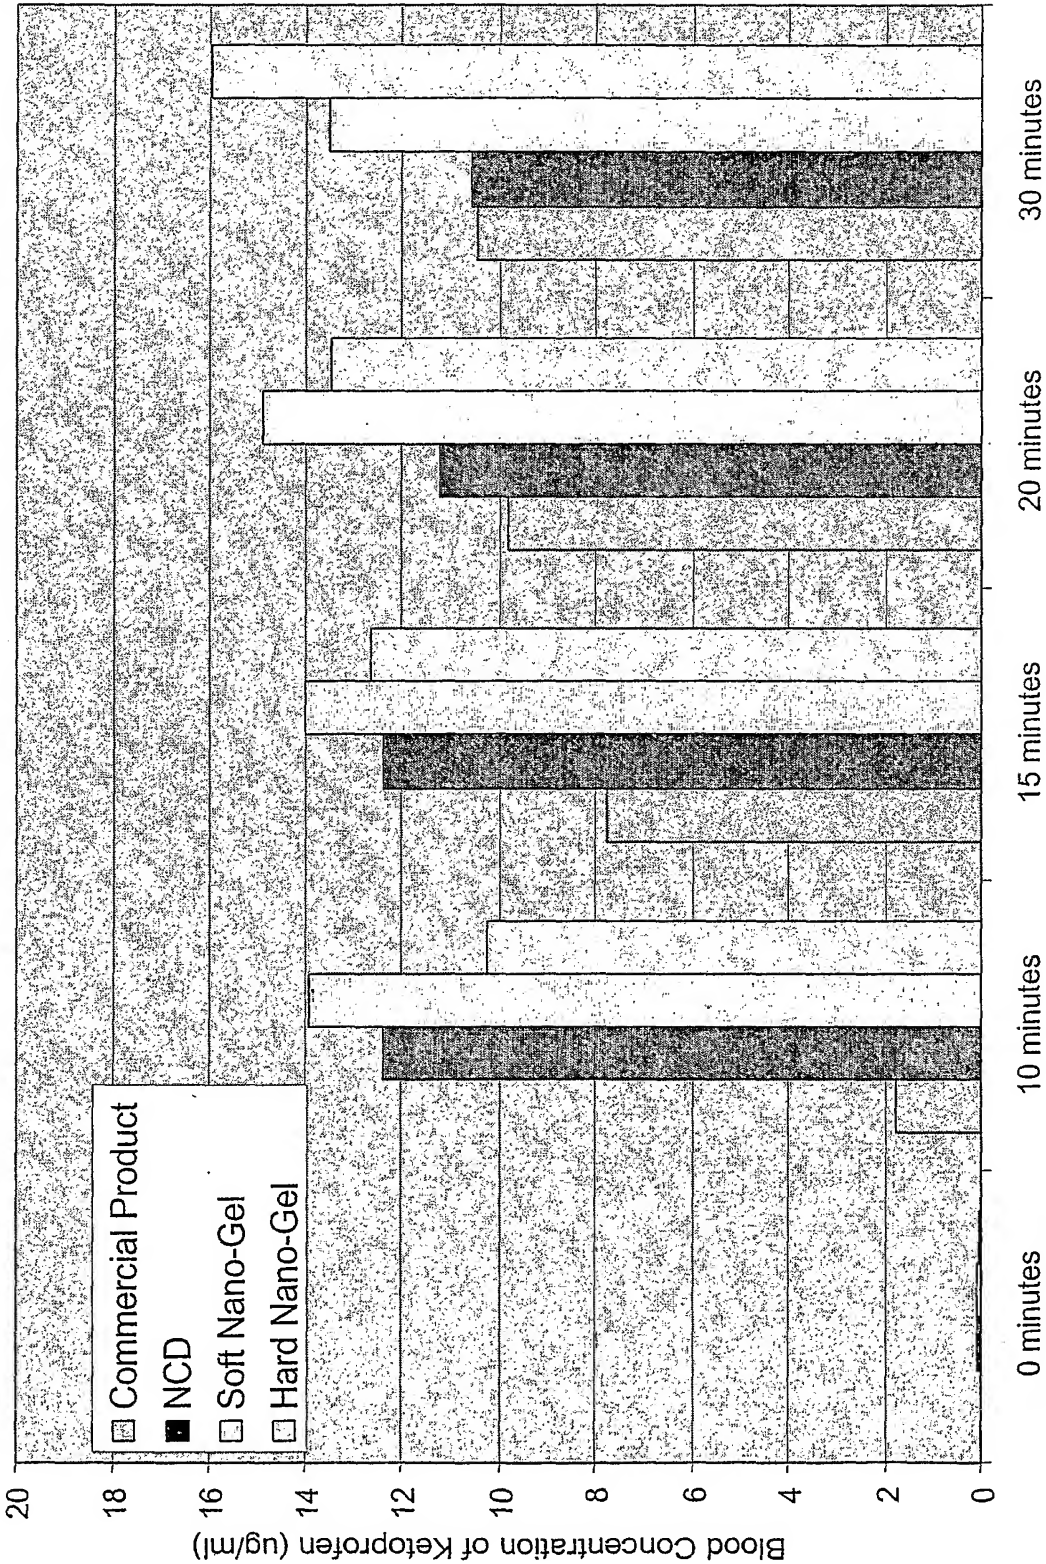 Commercial Product
NCD
Soft Nano-Gel
Hard Nano-Gel
Blood Concentration of Ketoprofen (ug/ml)
20
18
16
14
12
10
8
6
4
2
0
0 minutes
10 minutes
15 minutes
20 minutes
30 minutes